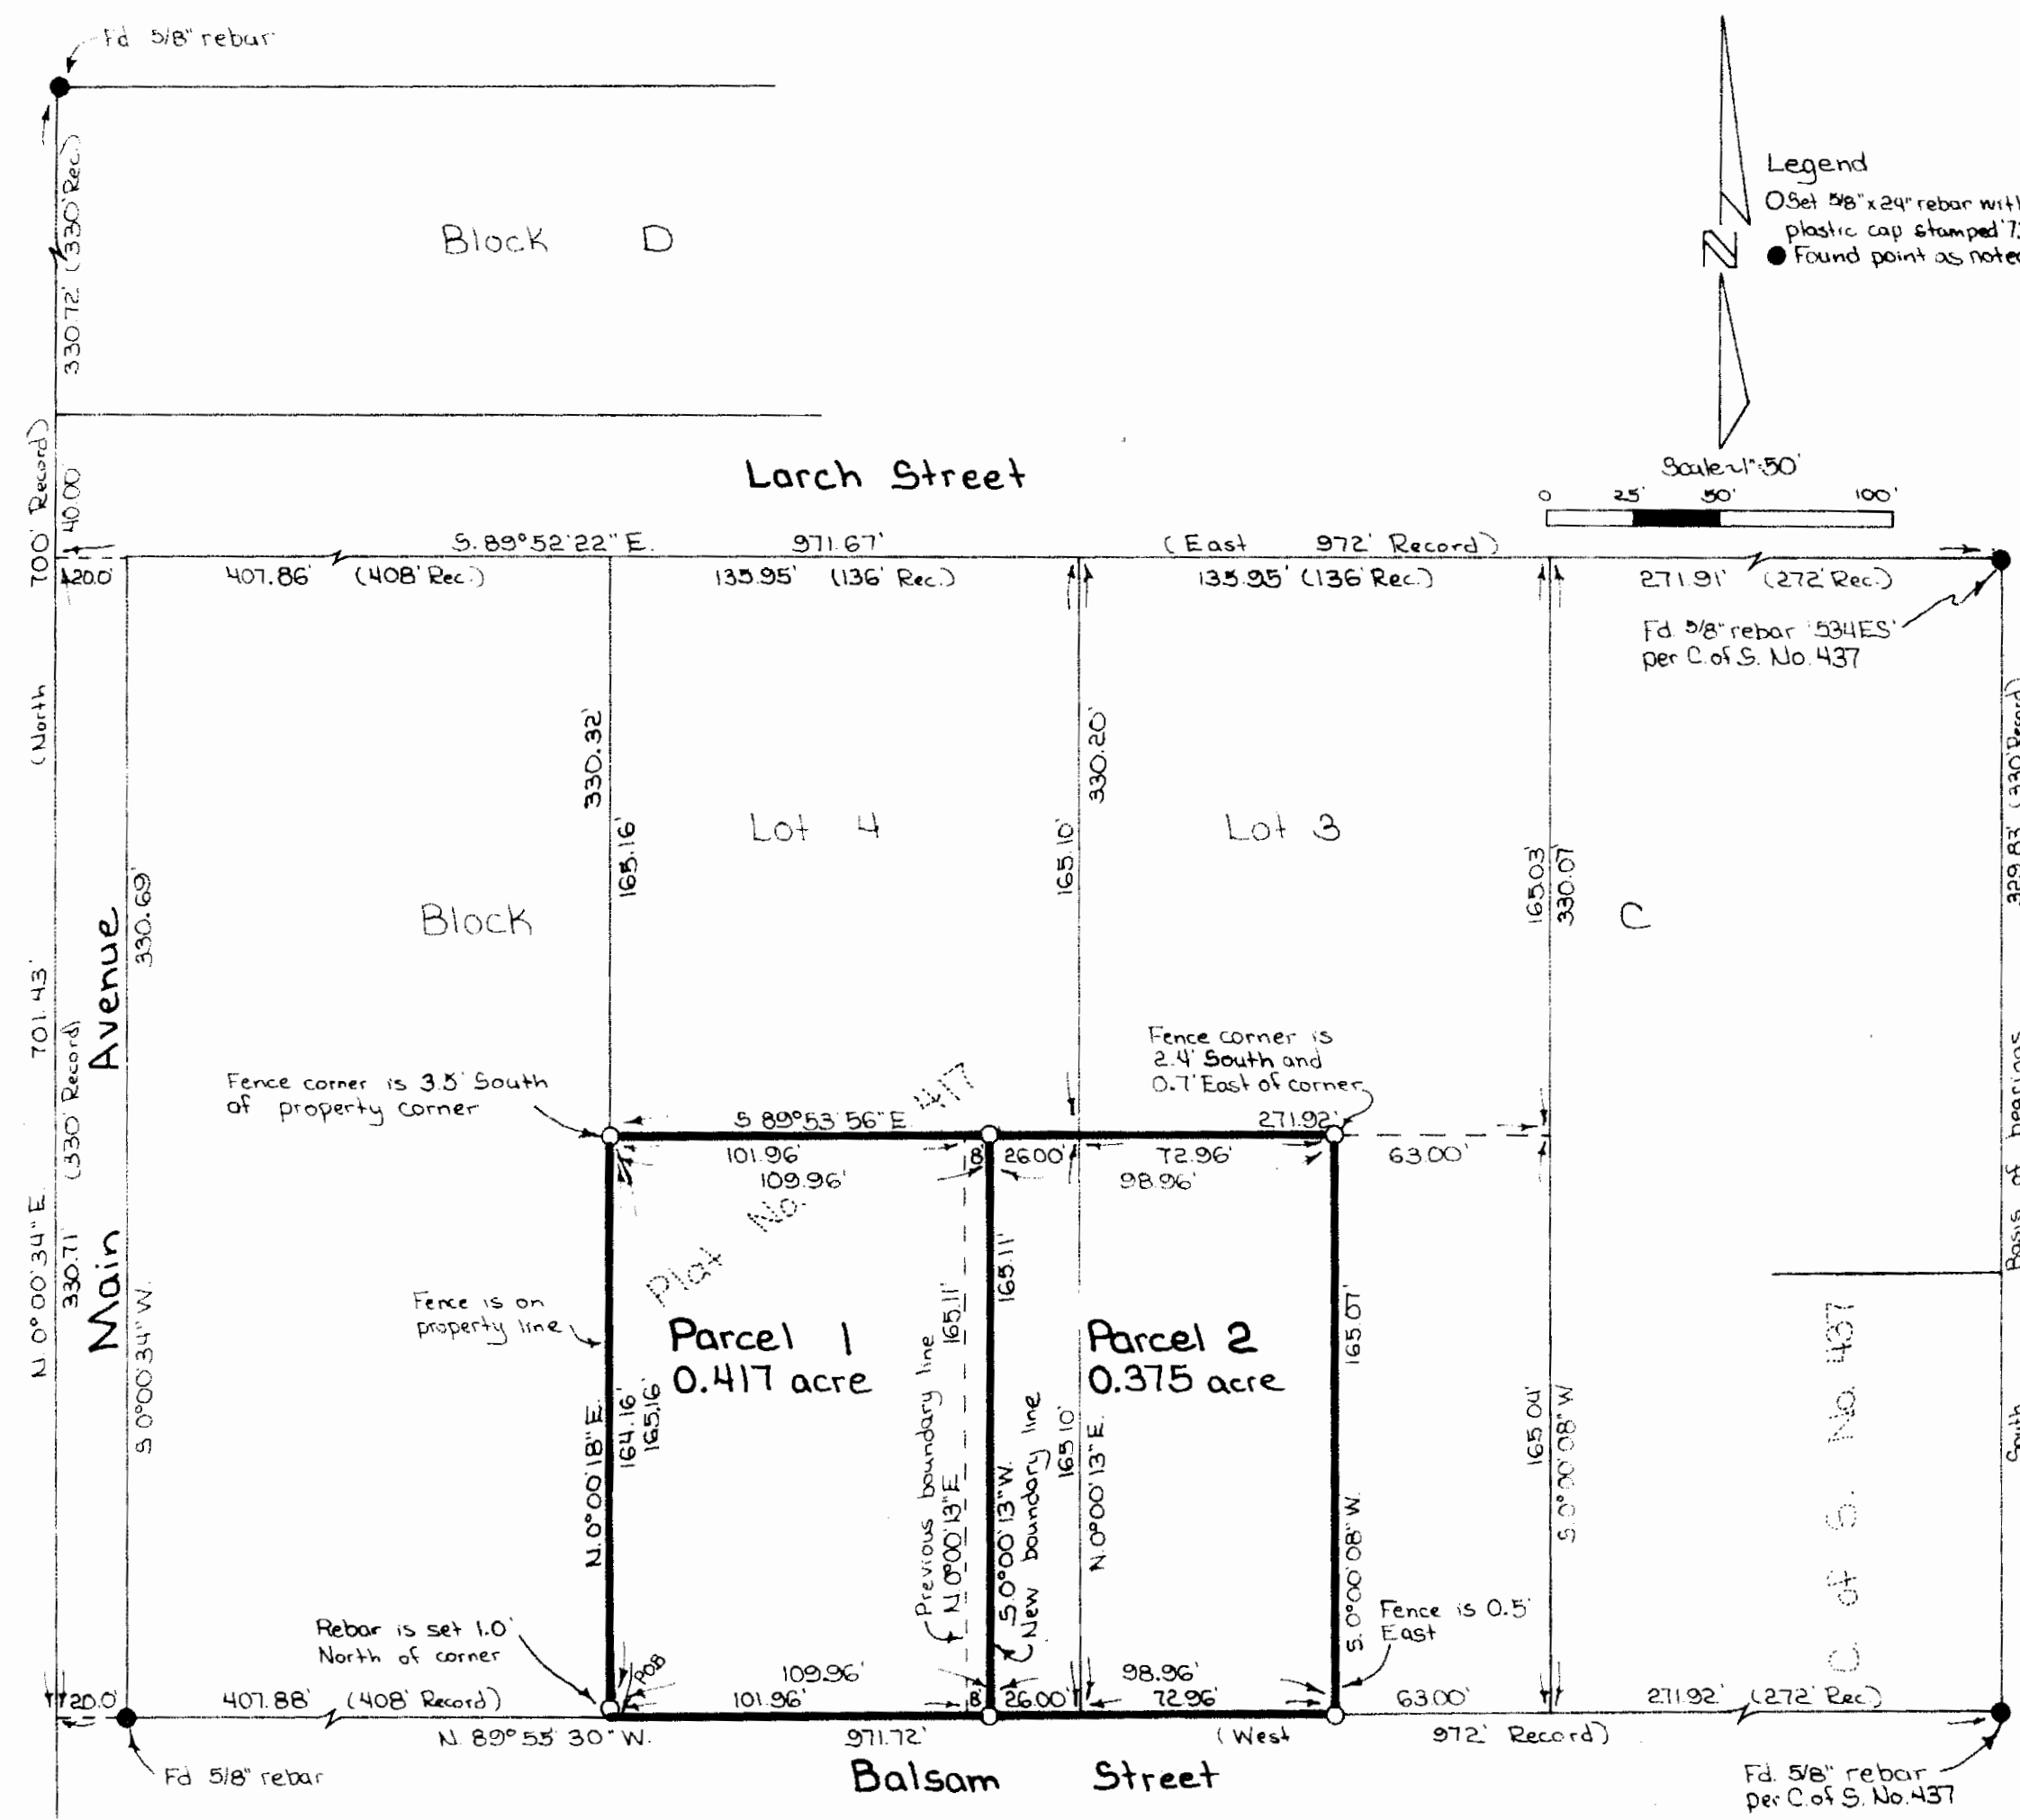 Fd 5/8" rebar
330.72' (330' Rec.)
Block D
Legend
Set 5/8" x 24" rebar with
plastic cap stamped
Found point as noted
Larch Street
Scale ~ 1":50'
0 25' 50' 100'
(North 700' Record)
40.00
S. 89°52'22" E. 971.67' (East 972' Record)
20.0' 407.86' (408' Rec.) 135.95' (136' Rec.) 135.95' (136' Rec.) 271.91' (272' Rec.)
Fd. 5/8" rebar '534ES'
per C. of S. No. 437
330.32'
165.16'
Lot 4
165.10'
330.20'
Lot 3
165.03'
330.07'
329.83' (330' Record)
Block C
N. 0°00'34" E. 701.43'
330.71' (330' Record)
Main Avenue
S 0°00'34" W. 330.69'
Fence corner is 3.5' South
of property corner
Fence corner is
2.4' South and
0.7' East of corner
Plat No. 417
S 89°53'56" E. 271.92'
101.96' 8' 26.00' 72.96' 63.00'
109.96' 98.96'
Fence is on
property line
Parcel 1
0.417 acre
Parcel 2
0.375 acre
N. 0°00'18" E. 164.16'
165.16'
Previous boundary line
N. 0°00'13" E 165.11'
S. 0°00'13" W. 165.11'
New boundary line
165.10'
N. 0°00'13" E.
S. 0°00'08" W. 165.07'
165.04'
S. 0°00'08" W
C. of S. No. 437
South Basis of bearings
Rebar is set 1.0'
North of corner
POB
Fence is 0.5'
East
109.96' 98.96'
20.0' 407.88' (408' Record) 101.96' 8' 26.00' 72.96' 63.00' 271.92' (272' Rec.)
N. 89°55'30" W. 971.72' (West 972' Record)
Fd 5/8" rebar
Balsam Street
Fd. 5/8" rebar
per C. of S. No. 437